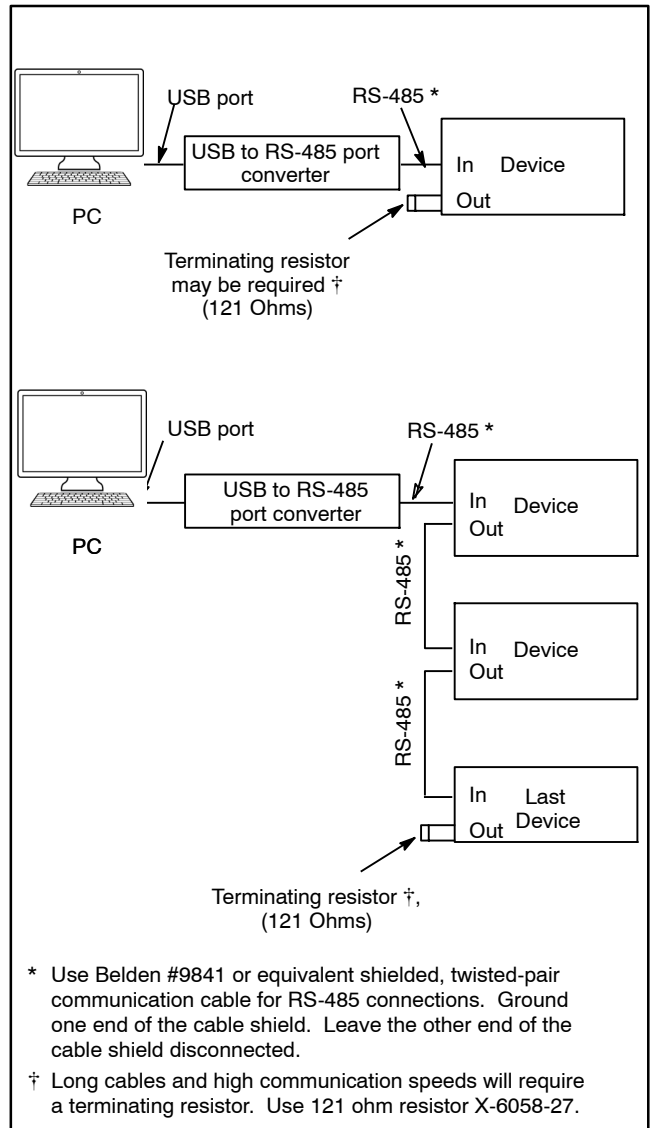 USB port
RS-485 *
USB to RS-485 port
converter
In Device
Out
PC
Terminating resistor
may be required †
(121 Ohms)
USB port
RS-485 *
USB to RS-485
port converter
In Device
Out
PC
RS-485 *
In Device
Out
RS-485 *
In Last
Out Device
Terminating resistor †,
(121 Ohms)
* Use Belden #9841 or equivalent shielded, twisted-pair
communication cable for RS-485 connections. Ground
one end of the cable shield. Leave the other end of the
cable shield disconnected.
† Long cables and high communication speeds will require
a terminating resistor. Use 121 ohm resistor X-6058-27.